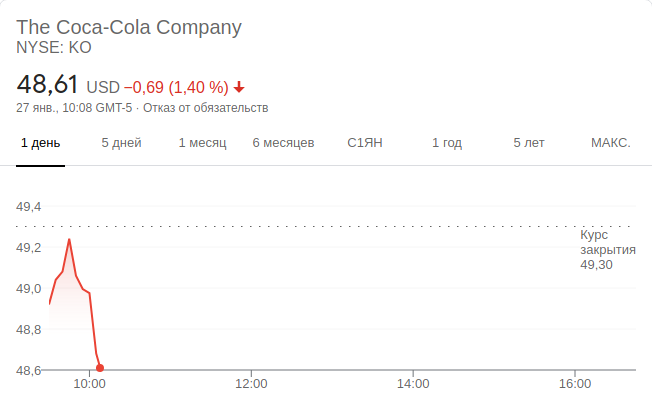 The Coca-Cola Company
NYSE: KO
48,61 USD −0,69 (1,40 %)
27 янв., 10:08 GMT-5 · Отказ от обязательств
1 день 5 дней 1 месяц 6 месяцев С1ЯН 1 год 5 лет МАКС.
49,4
Курс
закрытия
49,30
49,2
49,0
48,8
48,6
10:00 12:00 14:00 16:00